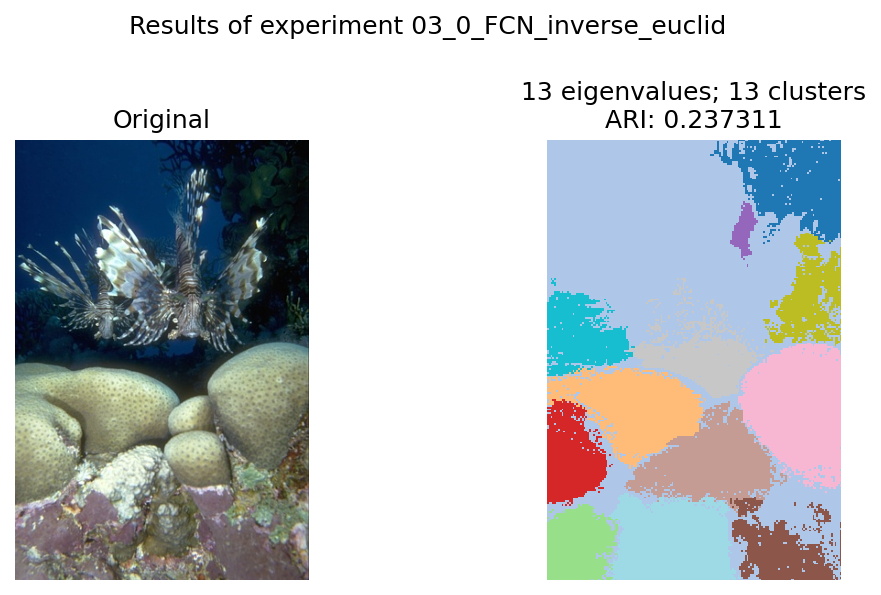 Results of experiment 03_0_FCN_inverse_euclid
Original
13 eigenvalues; 13 clusters
ARI: 0.237311